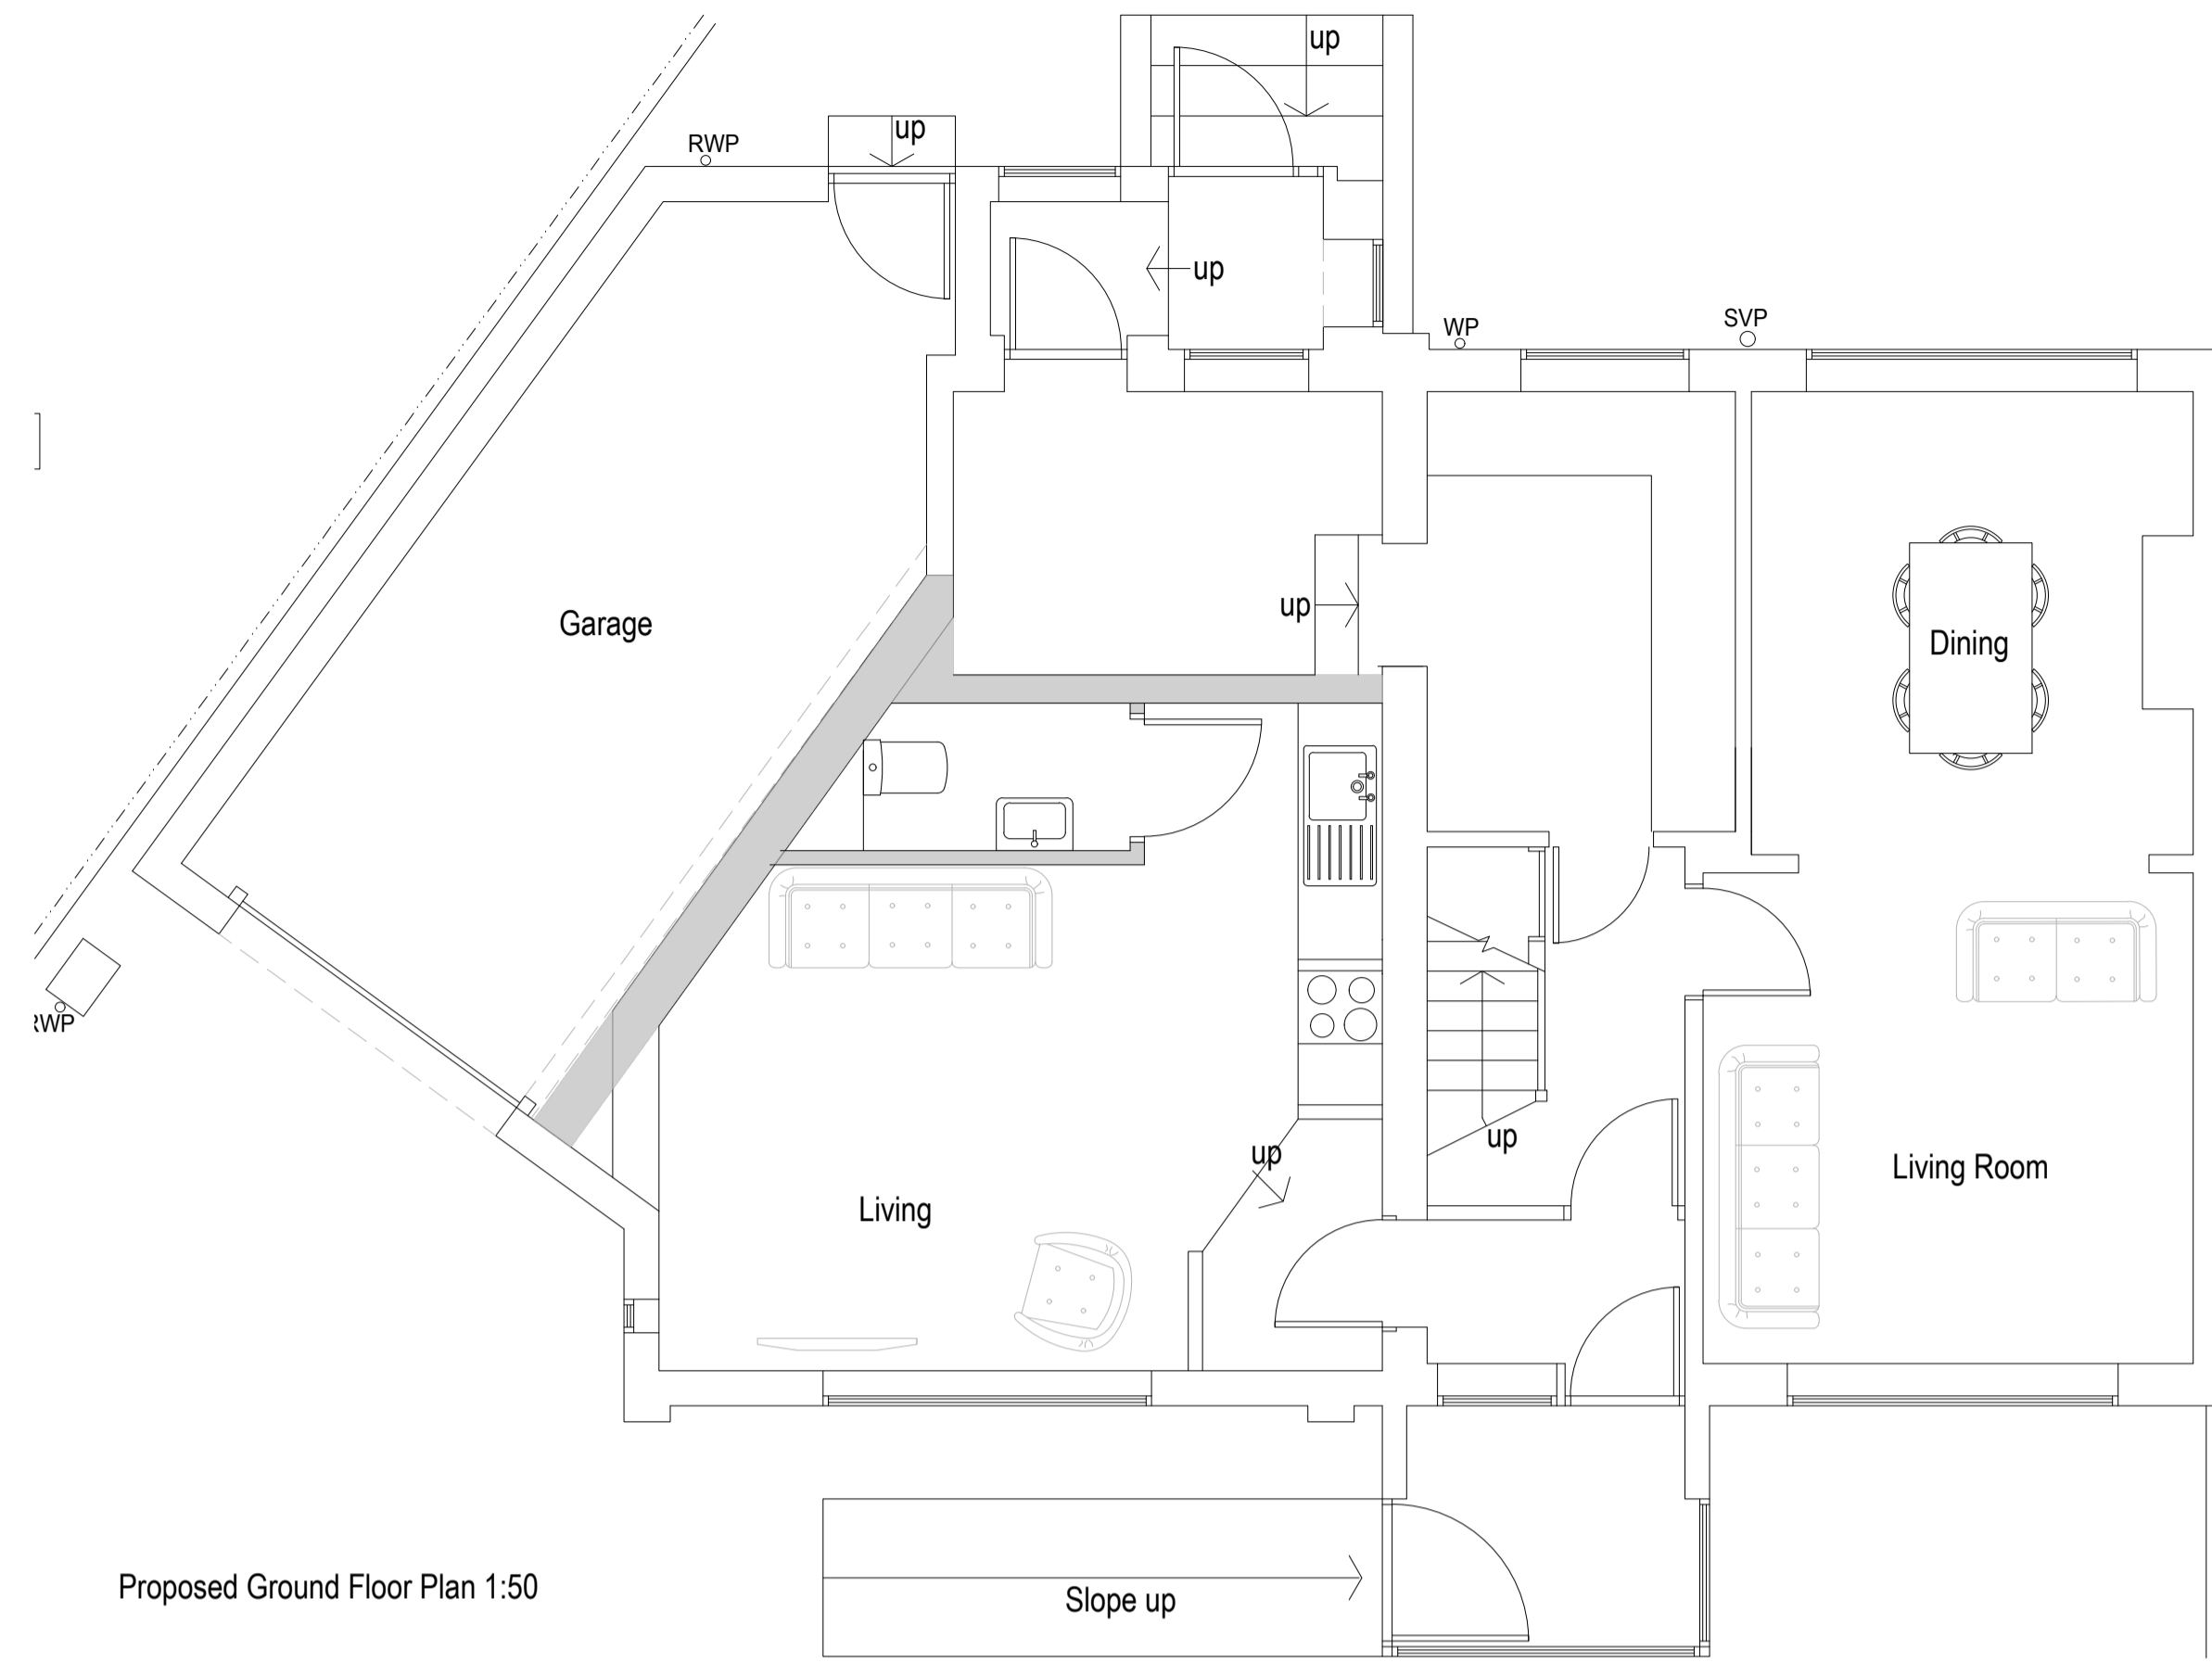 up
RWP
up
up
WP
SVP
up
Garage
Dining
RWP
up
up
Living Room
Living
Slope up
Proposed Ground Floor Plan 1:50